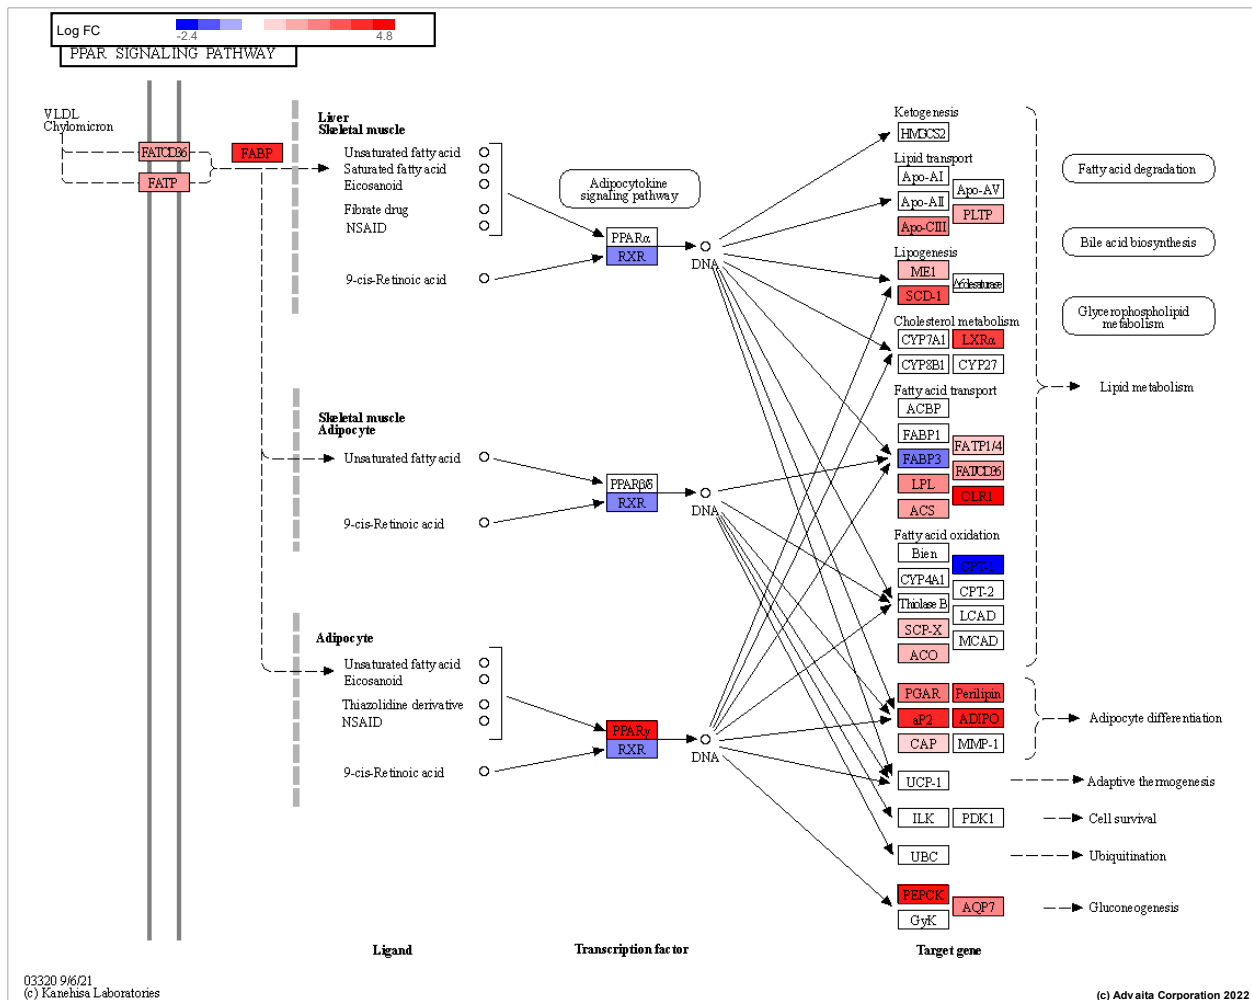 Log FC
-2.4
4.8
PPAR SIGNALING PATHWAY
VLDL
Chylomicron
FATCD36
FATP
FABP
Liver
Skeletal muscle
Unsaturated fatty acid
Saturated fatty acid
Eicosanoid
Fibrate drug
NSAID
9-cis-Retinoic acid
Adipocytokine
signaling pathway
PPARα
RXR
DNA
Skeletal muscle
Adipocyte
Unsaturated fatty acid
9-cis-Retinoic acid
PPARβ/δ
RXR
DNA
Adipocyte
Unsaturated fatty acid
Eicosanoid
Thiazolidine derivative
NSAID
9-cis-Retinoic acid
PPARγ
RXR
DNA
Ketogenesis
HMGCS2
Lipid transport
Apo-AI
Apo-AV
Apo-AII
PLTP
Apo-CIII
Lipogenesis
ME1
SCD-1
Cholesterol metabolism
CYP7A1
LXRα
CYP8B1
CYP27
Fatty acid transport
ACBP
FABP1
FATP1/4
FABP3
FATCD36
LPL
OLR1
ACS
Fatty acid oxidation
Bien
CPT-1
CYP4A1
CPT-2
Thiolase B
LCAD
SCP-X
MCAD
ACO
PGAR
Perilipin
aP2
ADIPO
CAP
MMP-1
UCP-1
ILK
PDK1
UBC
PEPCK
AQP7
GyK
Fatty acid degradation
Bile acid biosynthesis
Glycerophospholipid
metabolism
Lipid metabolism
Adipocyte differentiation
Adaptive thermogenesis
Cell survival
Ubiquitination
Gluconeogenesis
Ligand
Transcription factor
Target gene
03320 9/6/21
(c) Kanehisa Laboratories
(c) Advaita Corporation 2022